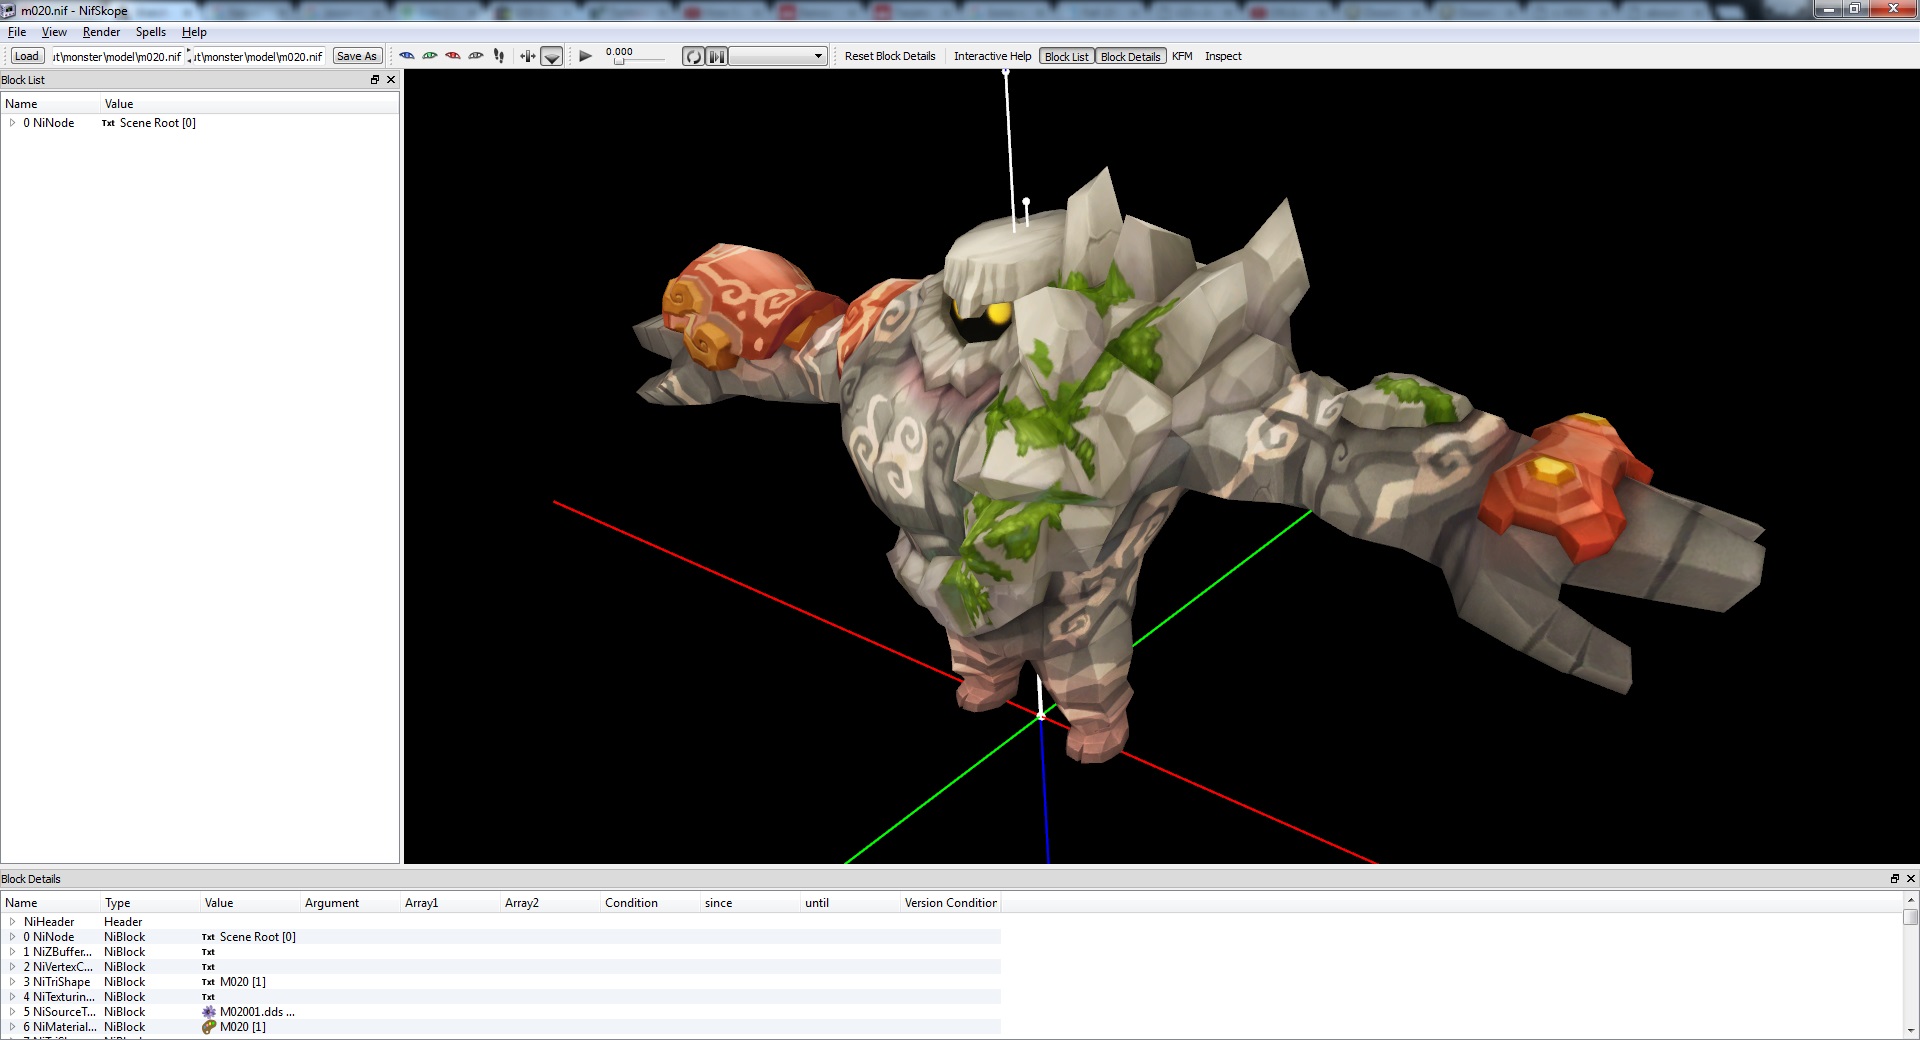 m020.nif - NifSkope
File View Render Spells Help
Load ıt\monster\model\m020.nif ıt\monster\model\m020.nif Save As 0.000 Reset Block Details Interactive Help Block List Block Details KFM Inspect
Block List
Name Value
0 NiNode Txt Scene Root [0]
Block Details
Name Type Value Argument Array1 Array2 Condition since until Version Condition
NiHeader Header
0 NiNode NiBlock Txt Scene Root [0]
1 NiZBuffer... NiBlock Txt
2 NiVertexC... NiBlock Txt
3 NiTriShape NiBlock Txt M020 [1]
4 NiTexturin... NiBlock Txt
5 NiSourceT... NiBlock M02001.dds ...
6 NiMaterial... NiBlock M020 [1]